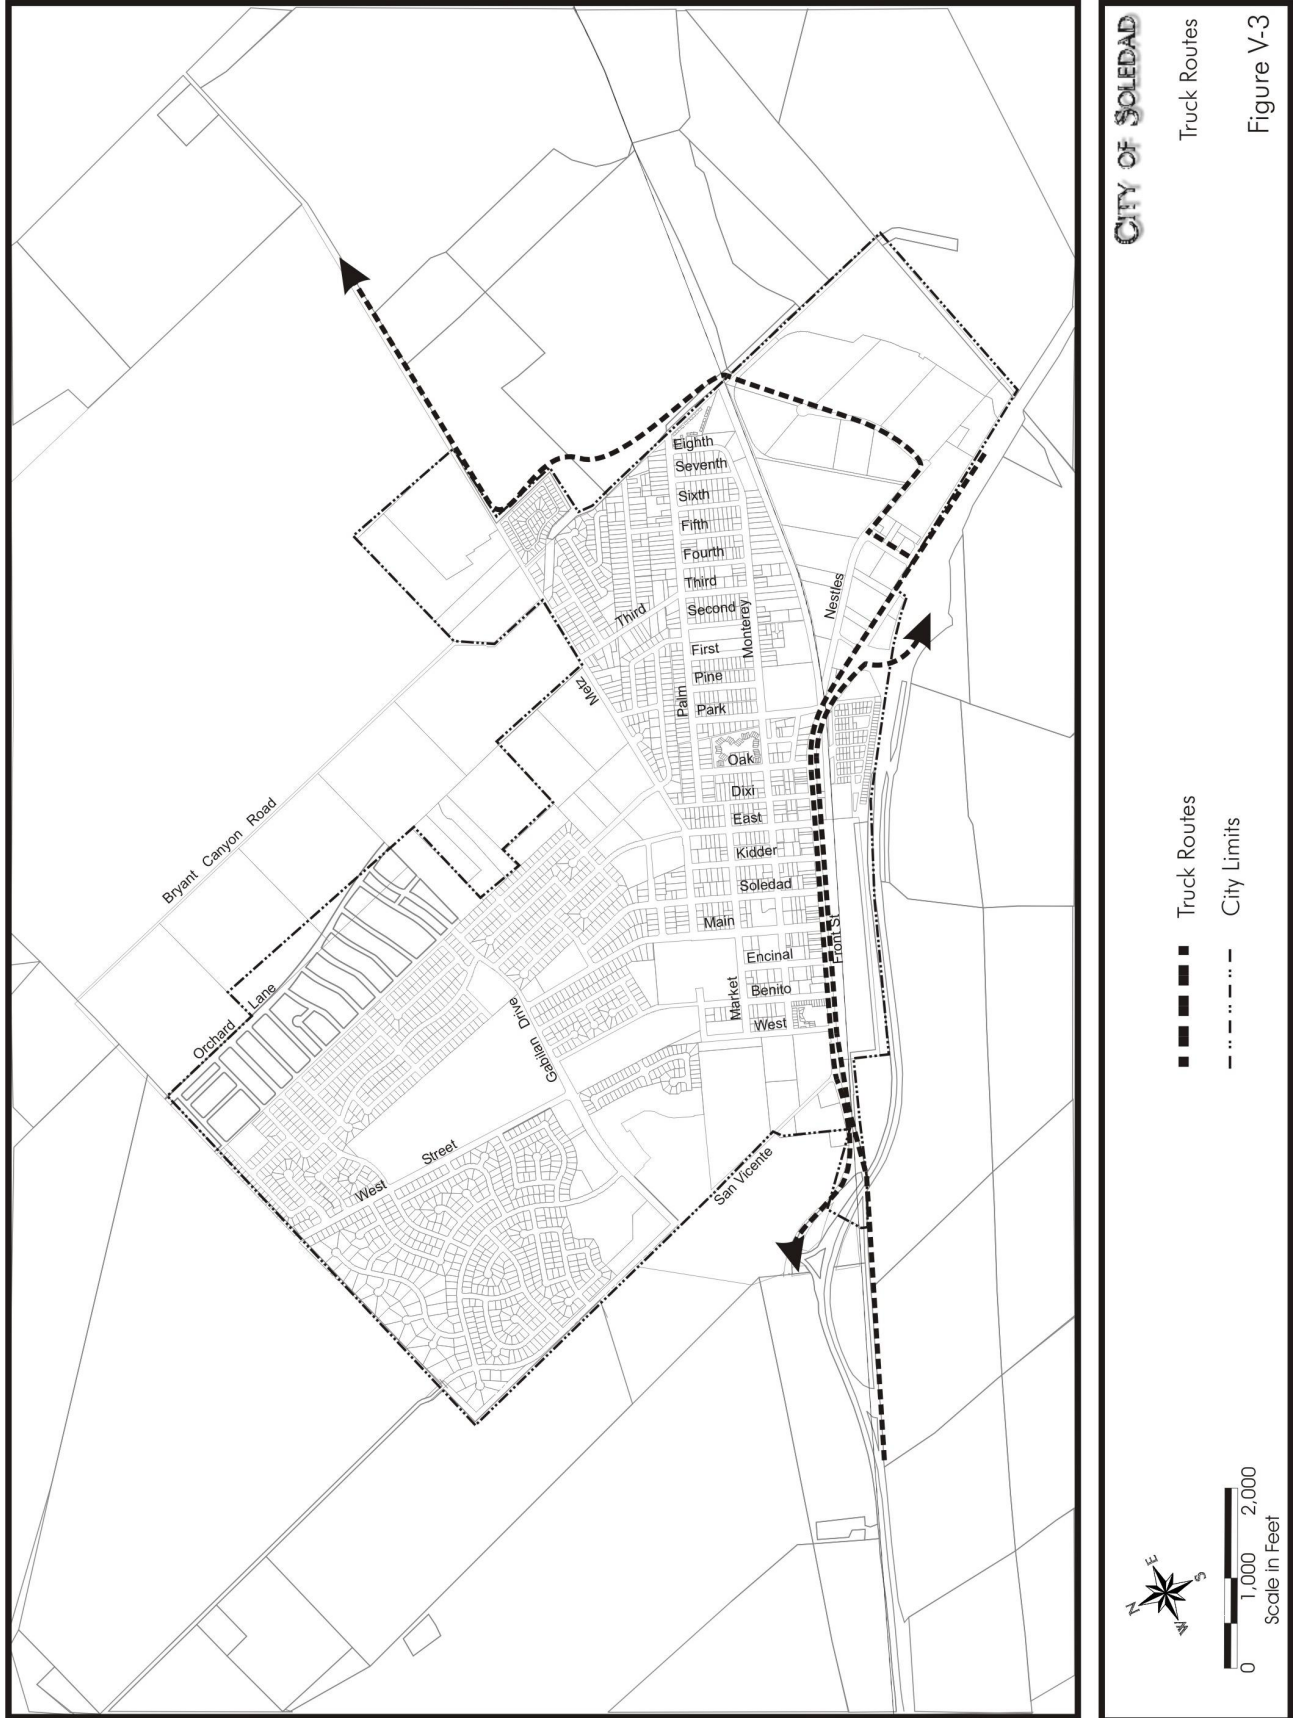 CITY OF SOLEDAD
Truck Routes
Figure V-3
Truck Routes
City Limits
N
E
S
W
0 1,000 2,000
Scale in Feet
Bryant Canyon Road
Orchard Lane
Gabilan Drive
West Street
San Vicente
Metz
Third
Palm
Monterey
Market
Front St
Nestles
Eighth
Seventh
Sixth
Fifth
Fourth
Third
Second
First
Pine
Park
Oak
Dixi
East
Kidder
Soledad
Main
Encinal
Benito
West